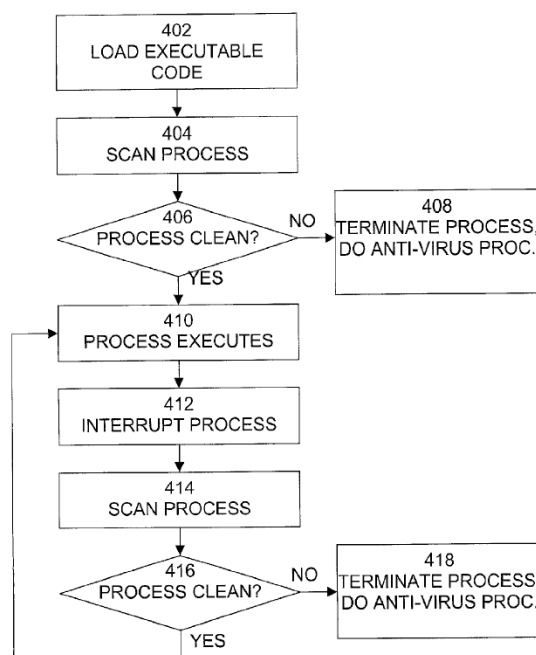 402
LOAD EXECUTABLE
CODE
404
SCAN PROCESS
406
PROCESS CLEAN?
NO
408
TERMINATE PROCESS,
DO ANTI-VIRUS PROC.
YES
410
PROCESS EXECUTES
412
INTERRUPT PROCESS
414
SCAN PROCESS
416
PROCESS CLEAN?
NO
418
TERMINATE PROCESS
DO ANTI-VIRUS PROC.
YES